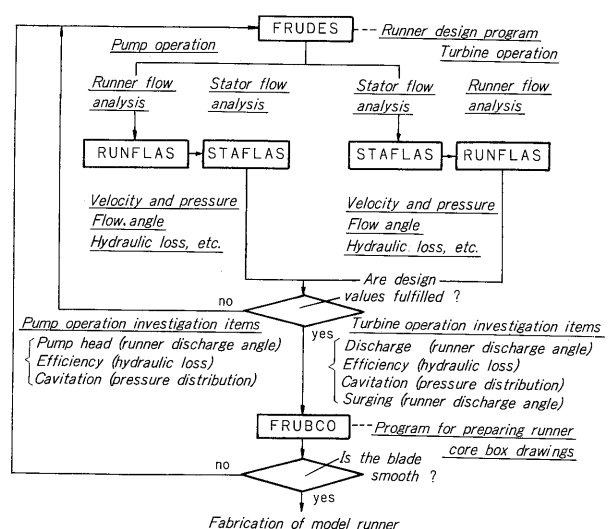 FRUDES
Runner design program
Pump operation
Turbine operation
Runner flow
analysis
Stator flow
analysis
Stator flow
analysis
Runner flow
analysis
RUNFLAS
STAFLAS
STAFLAS
RUNFLAS
Velocity and pressure
Flow angle
Hydraulic loss, etc.
Velocity and pressure
Flow angle
Hydraulic loss, etc.
Are design
values fulfilled ?
no
yes
Pump operation investigation items
Pump head (runner discharge angle)
Efficiency (hydraulic loss)
Cavitation (pressure distribution)
Turbine operation investigation items
Discharge (runner discharge angle)
Efficiency (hydraulic loss)
Cavitation (pressure distribution)
Surging (runner discharge angle)
FRUBCO
Program for preparing runner
core box drawings
no
Is the blade
smooth ?
yes
Fabrication of model runner